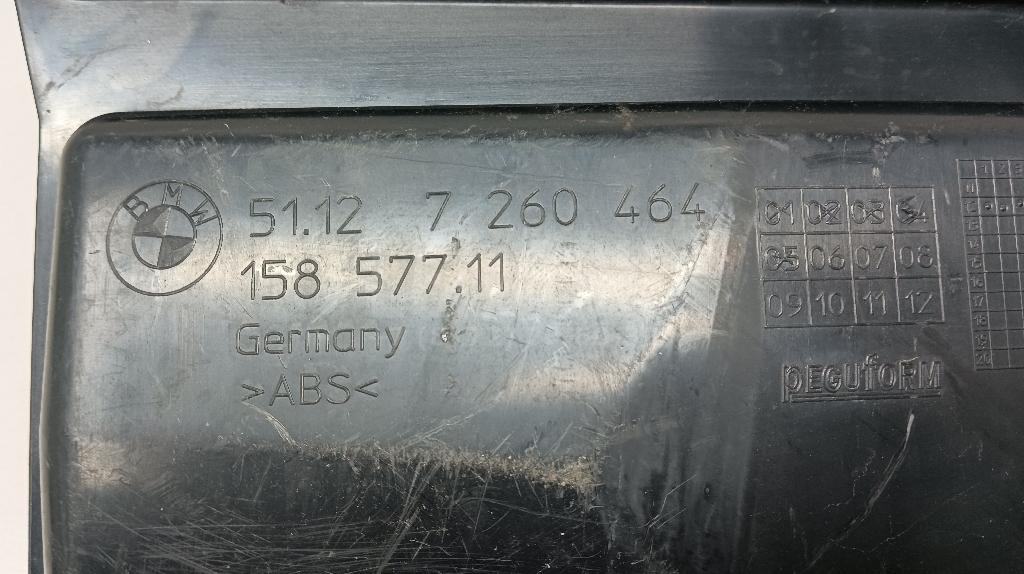 BMW
51.12 7 260 464
158 577.11
Germany
>ABS<
01 02 03 04
05 06 07 08
09 10 11 12
pEGUfoRM